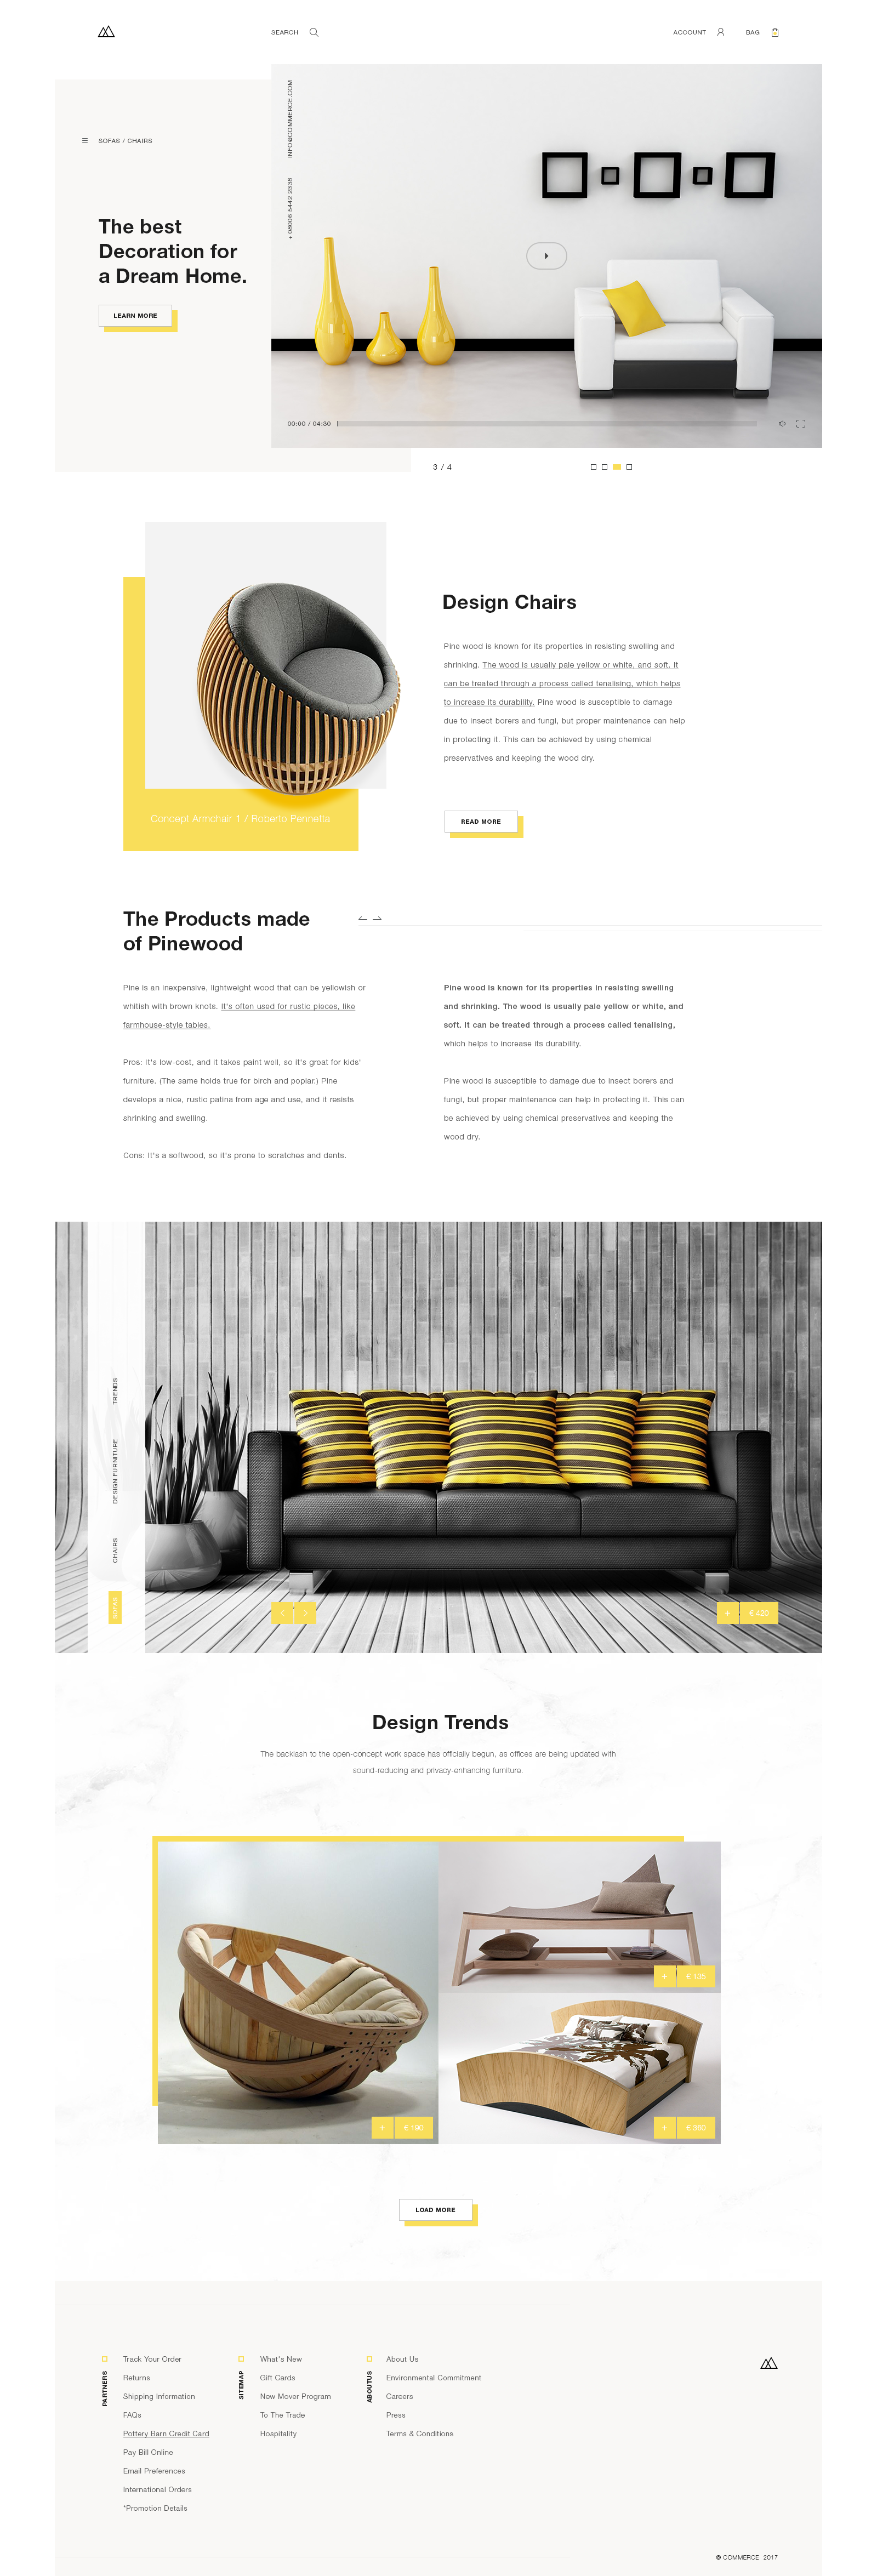 SEARCH
ACCOUNT
BAG
SOFAS / CHAIRS
The best
Decoration for
a Dream Home.
LEARN MORE
INFO@COMMERCE.COM
+ 08006 5442 2338
00:00 / 04:30
3 / 4
Concept Armchair 1 / Roberto Pennetta
Design Chairs
Pine wood is known for its properties in resisting swelling and
shrinking. The wood is usually pale yellow or white, and soft. It
can be treated through a process called tenalising, which helps
to increase its durability. Pine wood is susceptible to damage
due to insect borers and fungi, but proper maintenance can help
in protecting it. This can be achieved by using chemical
preservatives and keeping the wood dry.
READ MORE
The Products made
of Pinewood
Pine is an inexpensive, lightweight wood that can be yellowish or
whitish with brown knots. It's often used for rustic pieces, like
farmhouse-style tables.
Pros: It's low-cost, and it takes paint well, so it's great for kids'
furniture. (The same holds true for birch and poplar.) Pine
develops a nice, rustic patina from age and use, and it resists
shrinking and swelling.
Cons: It's a softwood, so it's prone to scratches and dents.
Pine wood is known for its properties in resisting swelling
and shrinking. The wood is usually pale yellow or white, and
soft. It can be treated through a process called tenalising,
which helps to increase its durability.
Pine wood is susceptible to damage due to insect borers and
fungi, but proper maintenance can help in protecting it. This can
be achieved by using chemical preservatives and keeping the
wood dry.
TRENDS
DESIGN FURNITURE
CHAIRS
SOFAS
+ € 420
Design Trends
The backlash to the open-concept work space has officially begun, as offices are being updated with
sound-reducing and privacy-enhancing furniture.
+ € 135
+ € 190
+ € 380
LOAD MORE
PARTNERS
Track Your Order
Returns
Shipping Information
FAQs
Pottery Barn Credit Card
Pay Bill Online
Email Preferences
International Orders
*Promotion Details
SITEMAP
What's New
Gift Cards
New Mover Program
To The Trade
Hospitality
ABOUTUS
About Us
Environmental Commitment
Careers
Press
Terms & Conditions
© COMMERCE 2017